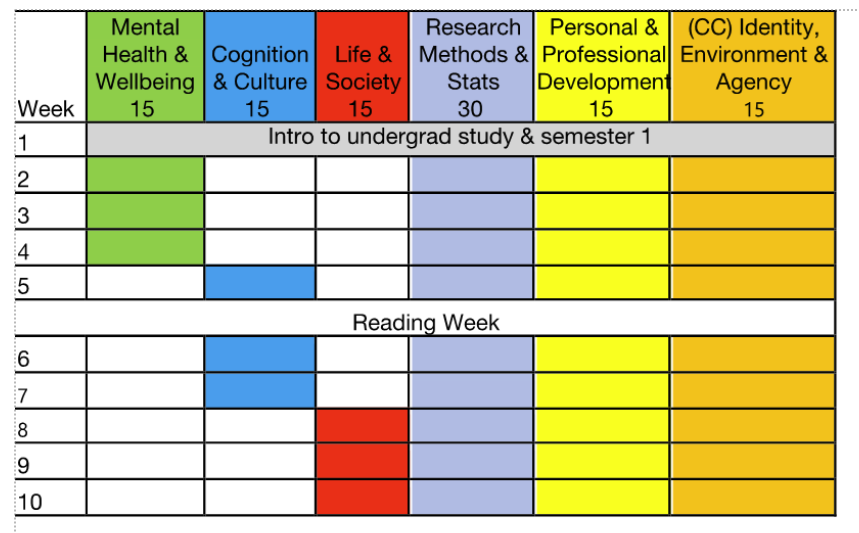 Week
Mental
Health &
Wellbeing
15
Cognition
& Culture
15
Life &
Society
15
Research
Methods &
Stats
30
Personal &
Professional
Development
15
(CC) Identity,
Environment &
Agency
15
1
Intro to undergrad study & semester 1
2
3
4
5
Reading Week
6
7
8
9
10